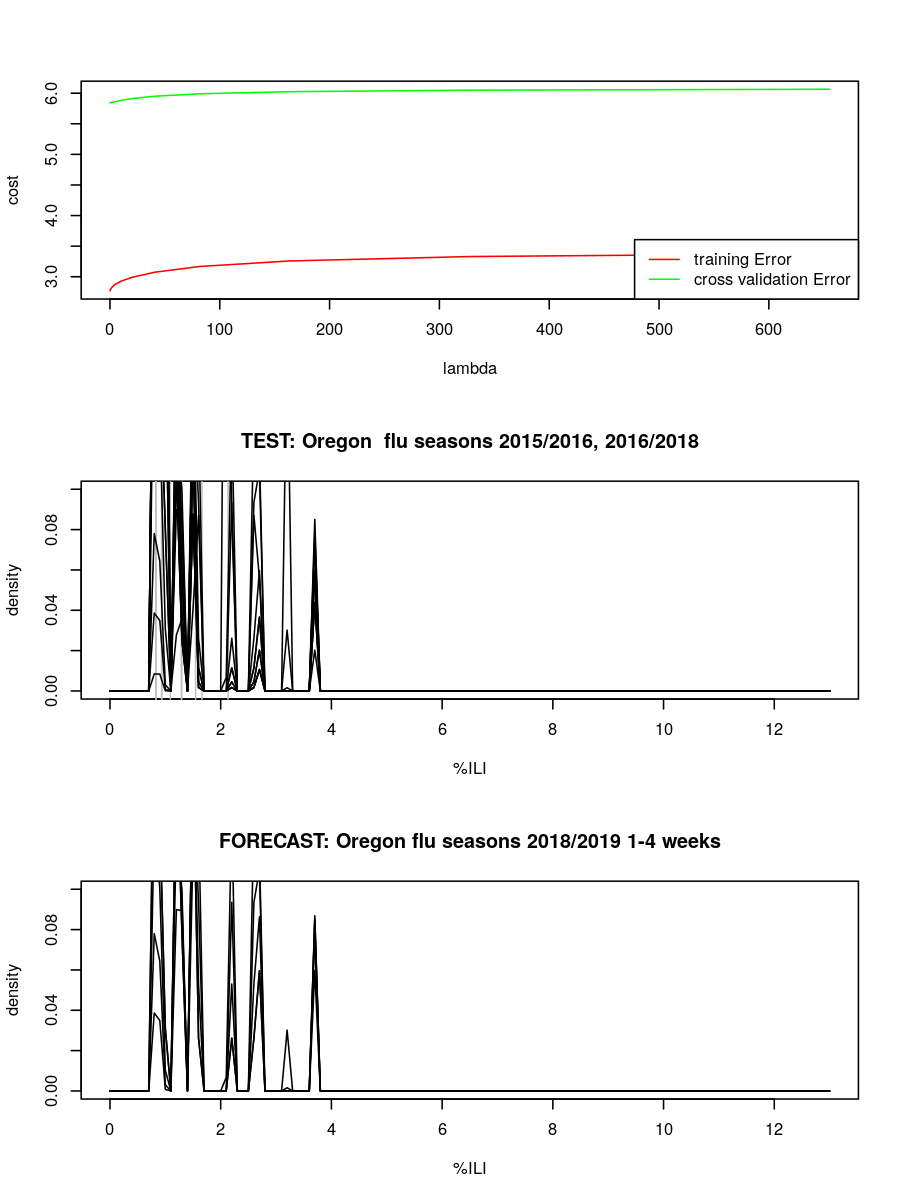 cost
6.0
5.0
4.0
3.0
training Error
cross validation Error
0 100 200 300 400 500 600
lambda
TEST: Oregon  flu seasons 2015/2016, 2016/2018
density
0.08
0.04
0.00
0 2 4 6 8 10 12
%ILI
FORECAST: Oregon flu seasons 2018/2019 1-4 weeks
density
0.08
0.04
0.00
0 2 4 6 8 10 12
%ILI